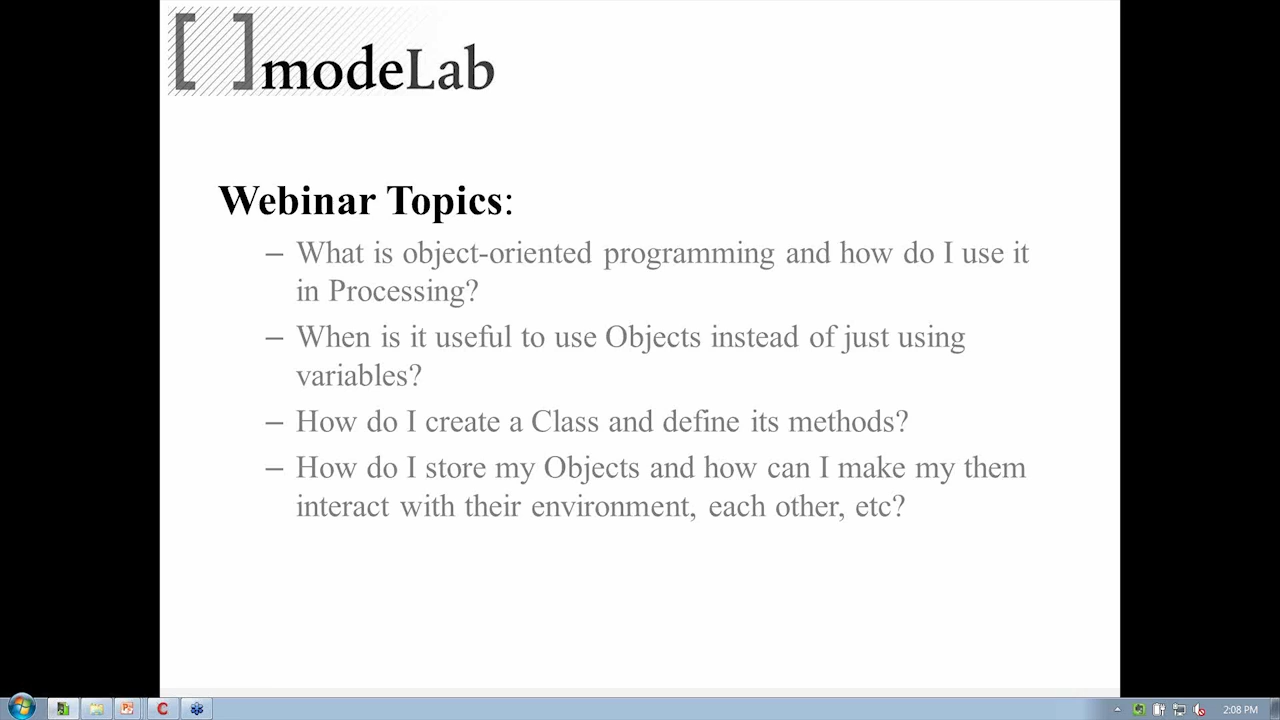 [ ] modeLab
Webinar Topics:
– What is object-oriented programming and how do I use it
in Processing?
– When is it useful to use Objects instead of just using
variables?
– How do I create a Class and define its methods?
– How do I store my Objects and how can I make my them
interact with their environment, each other, etc?
2:08 PM